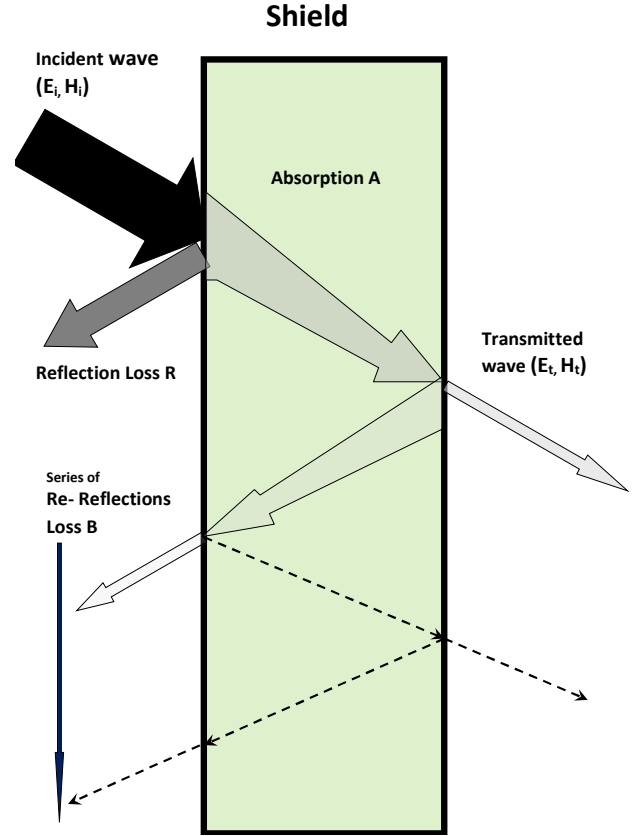 Shield
Incident wave
(Ei, Hi)
Absorption A
Transmitted
wave (Et, Ht)
Reflection Loss R
Series of
Re- Reflections
Loss B